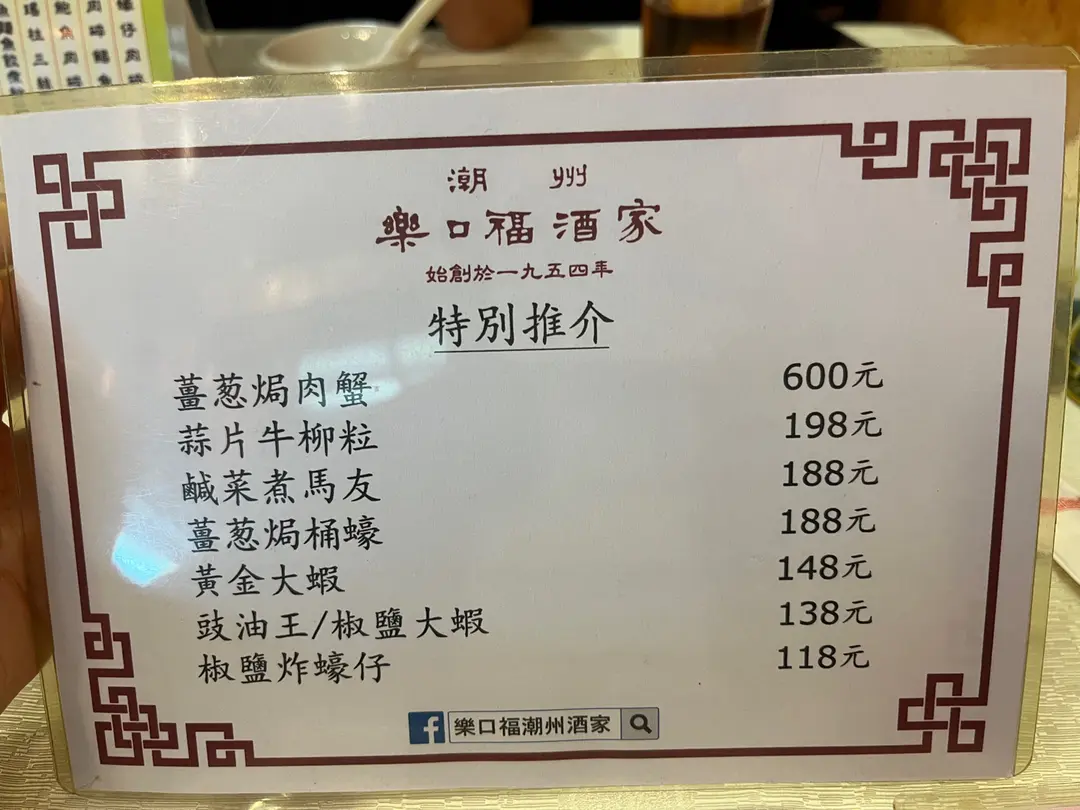 潮州
樂口福酒家
始創於一九五四年
特別推介
薑葱焗肉蟹 600元
蒜片牛柳粒 198元
鹹菜煮馬友 188元
薑葱焗桶蠔 188元
黃金大蝦 148元
豉油王/椒鹽大蝦 138元
椒鹽炸蠔仔 118元
f 樂口福潮州酒家